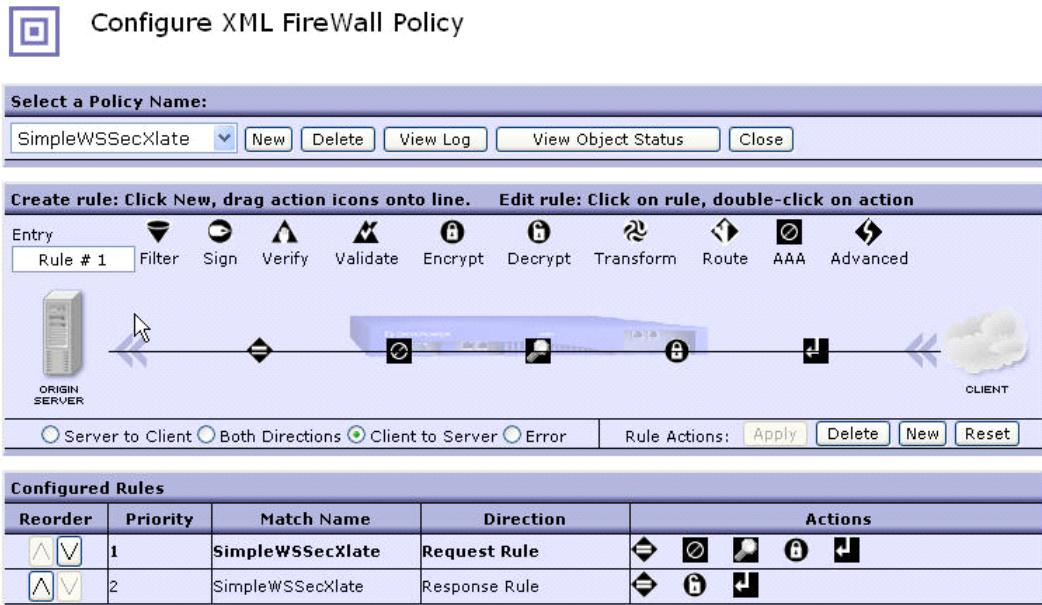 Configure XML FireWall Policy
Select a Policy Name:
SimpleWSSecXlate New Delete View Log View Object Status Close
Create rule: Click New, drag action icons onto line. Edit rule: Click on rule, double-click on action
Entry
Rule # 1 Filter Sign Verify Validate Encrypt Decrypt Transform Route AAA Advanced
ORIGIN
SERVER
CLIENT
Server to Client Both Directions Client to Server Error Rule Actions: Apply Delete New Reset
Configured Rules
Reorder Priority Match Name Direction Actions
1 SimpleWSSecXlate Request Rule
2 SimpleWSSecXlate Response Rule